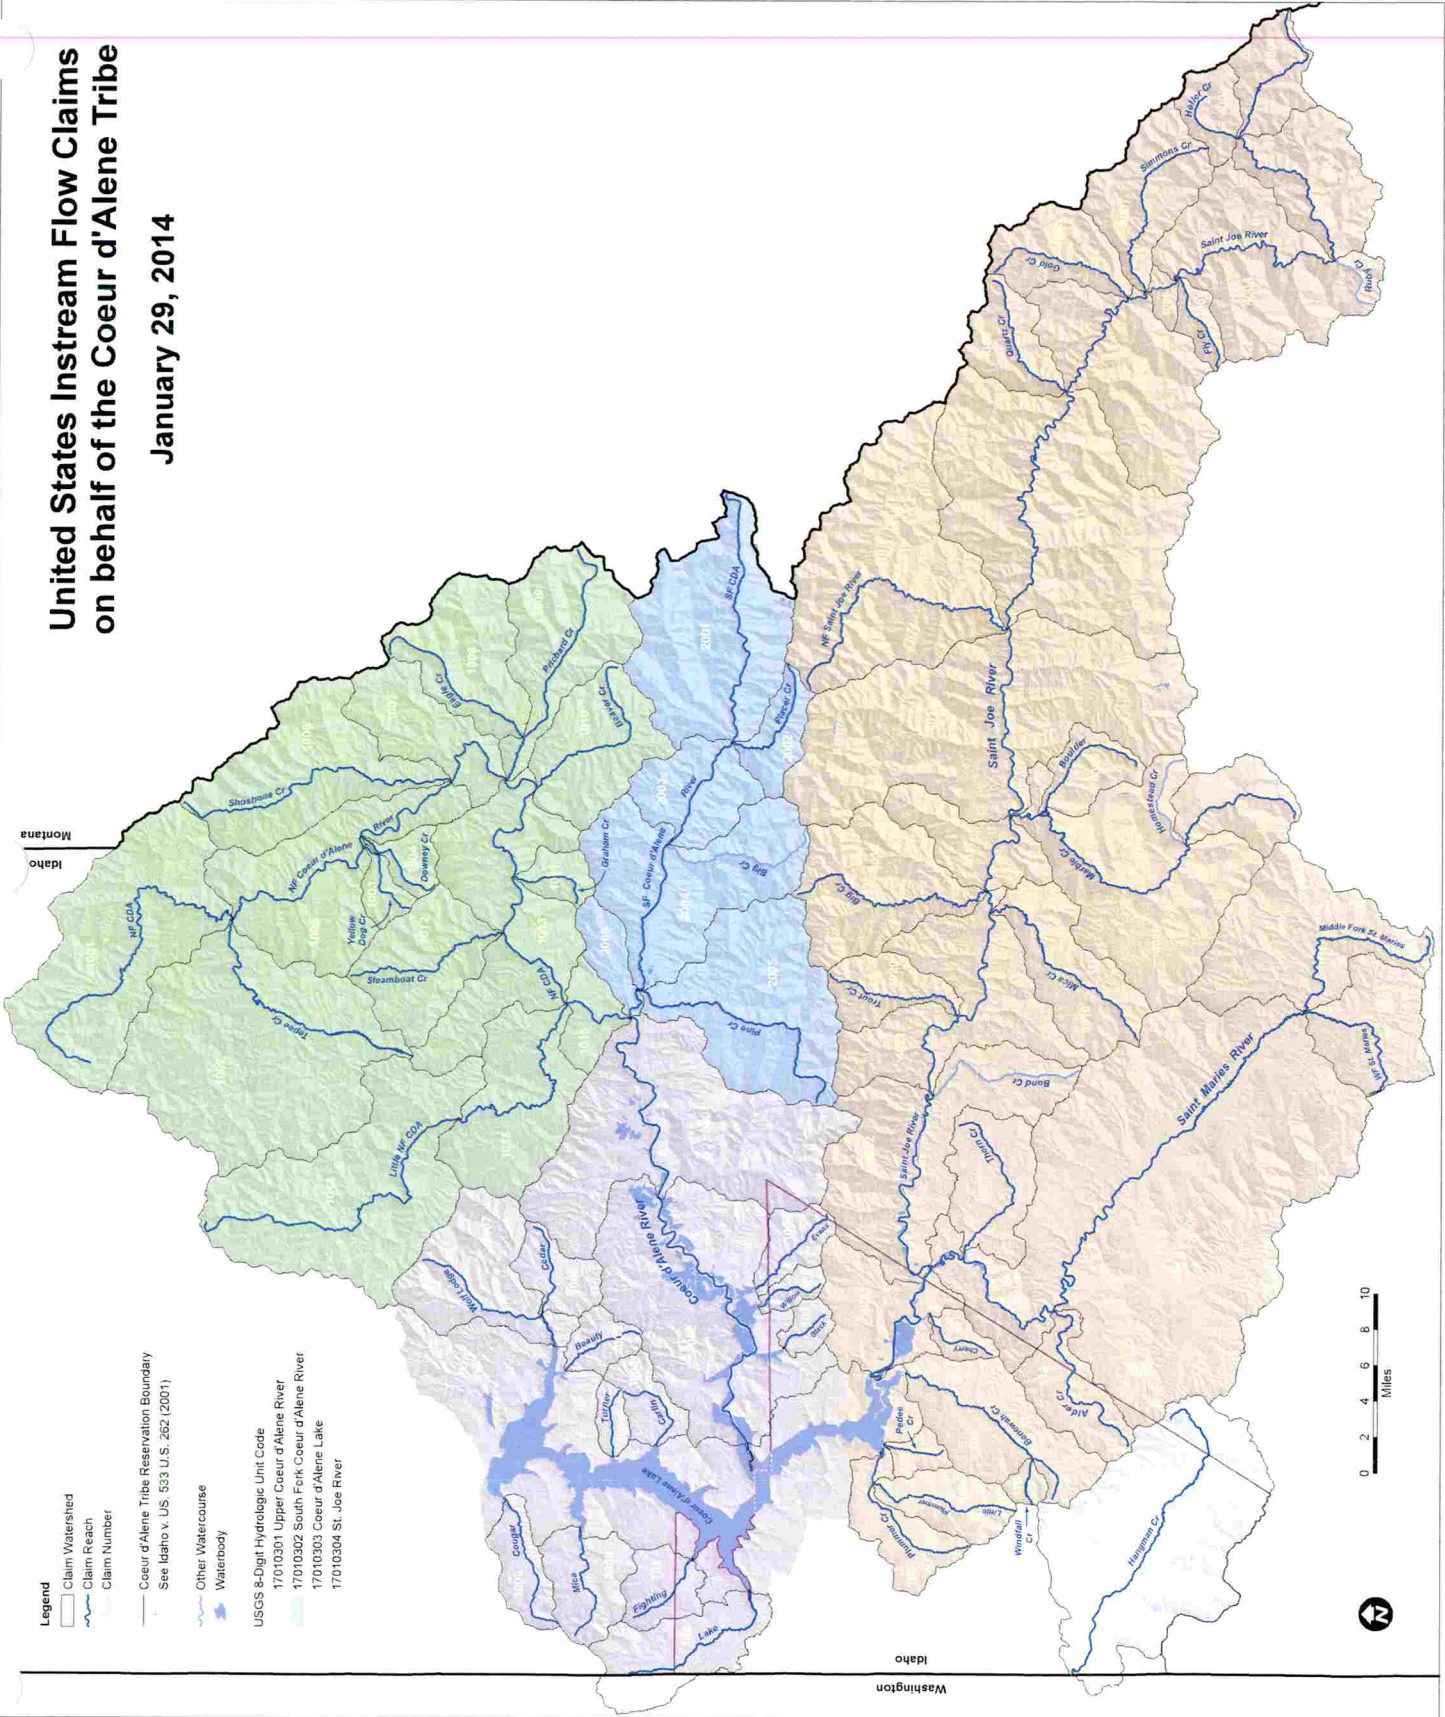 United States Instream Flow Claims
on behalf of the Coeur d'Alene Tribe
January 29, 2014
Legend
Claim Watershed
Claim Reach
Claim Number
Coeur d'Alene Tribe Reservation Boundary
See Idaho v. US, 533 U.S. 262 (2001)
Other Watercourse
Waterbody
USGS 8-Digit Hydrologic Unit Code
17010301 Upper Coeur d'Alene River
17010302 South Fork Coeur d'Alene River
17010303 Coeur d'Alene Lake
17010304 St. Joe River
Montana
Idaho
Washington
Idaho
NF CDA
Shoshone Cr
NF Coeur d'Alene
River
Yellow
Dog Cr
Downey Cr
Steamboat Cr
Tepee Cr
Eagle Cr
Prichard Cr
Beaver Cr
Graham Cr
NF CDA
Little NF CDA
SF CDA
Placer Cr
SF Coeur d'Alene
River
Big Cr
Pine Cr
2001
Wolf Lodge
Cedar
Beauty
Turner
Carlin
Cougar
Mica
Fighting
Lake
Coeur d'Alene Lake
Coeur d'Alene River
Evans
Willow
Black
NF Saint Joe River
Saint Joe River
Big Cr
Trout Cr
Mica Cr
Bond Cr
Saint Joe River
Thorn Cr
Boulder
Marble Cr
Homestead Cr
Quartz Cr
Gold Cr
Simmons Cr
Heller Cr
Saint Joe River
Fly Cr
Ruby Cr
Saint Maries River
Middle Fork St. Maries
WF St. Maries
Cherry
Alder Cr
Benewah Cr
Pedee
Cr
Plummer Cr
Little
Plummer
Windfall
Cr
Hangman Cr
0 2 4 6 8 10
Miles
N